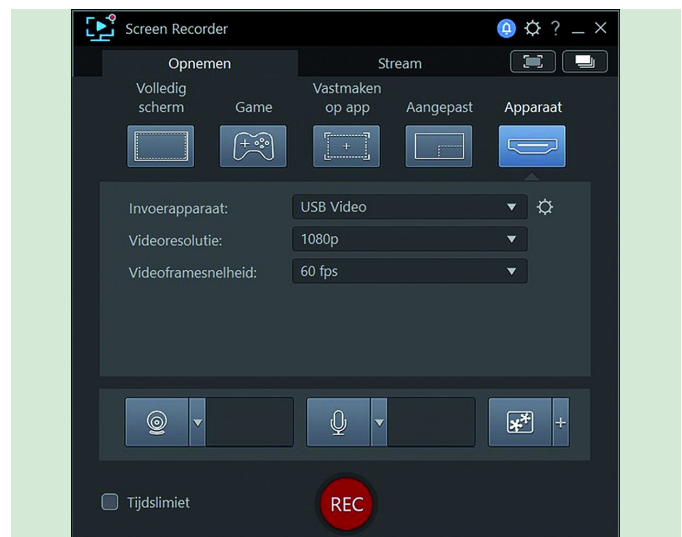 Screen Recorder
Opnemen
Stream
Volledig scherm
Game
Vastmaken op app
Aangepast
Apparaat
Invoerapparaat:
USB Video
Videoresolutie:
1080p
Videoframesnelheid:
60 fps
Tijdslimiet
REC